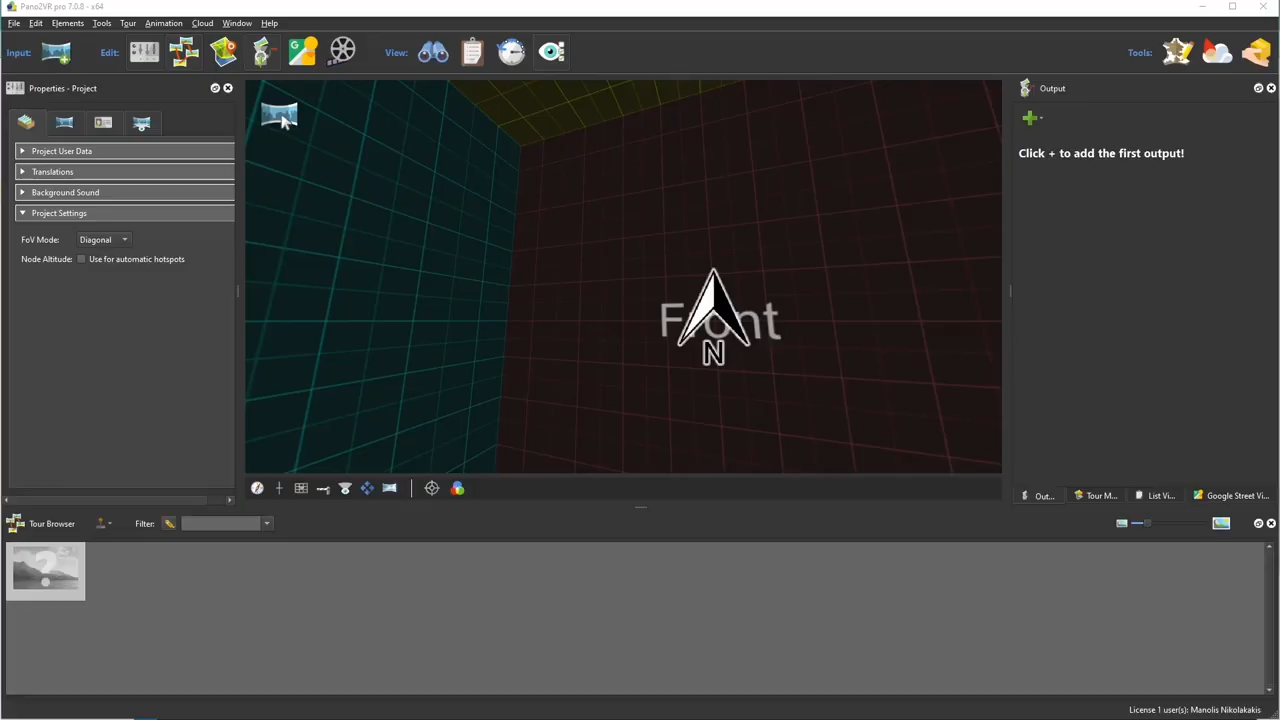 Pano2VR pro 7.0.8 - x64
File Edit Elements Tools Tour Animation Cloud Window Help
Input: Edit: View: Tools:
Properties - Project
Output
Click + to add the first output!
Project User Data
Translations
Background Sound
Project Settings
FoV Mode: Diagonal
Node Altitude: Use for automatic hotspots
Front
N
Out... Tour M... List Vi... Google Street Vi...
Tour Browser Filter:
?
License 1 user(s): Manolis Nikolakakis